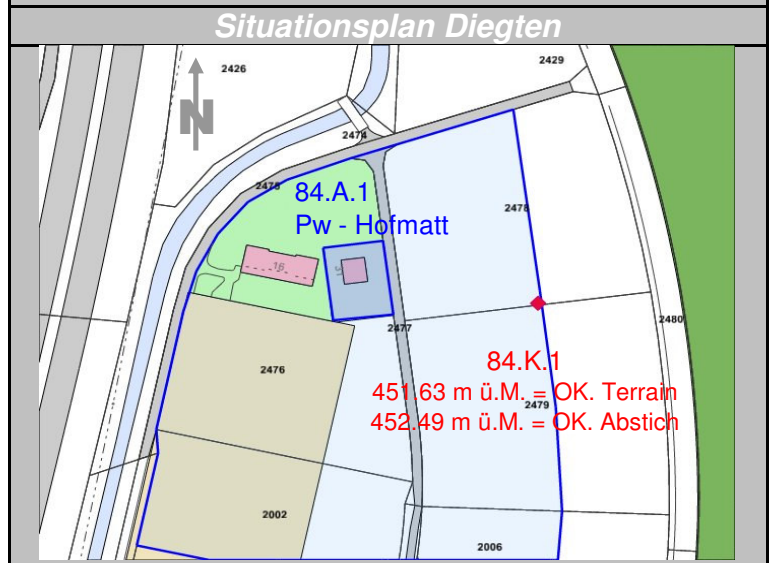 Situationsplan Diegten
2426
2429
N
2474
2475
84.A.1
Pw - Hofmatt
2478
16
2477
2480
2476
84.K.1
451.63 m ü.M. = OK. Terrain
2479
452.49 m ü.M. = OK. Abstich
2002
2006